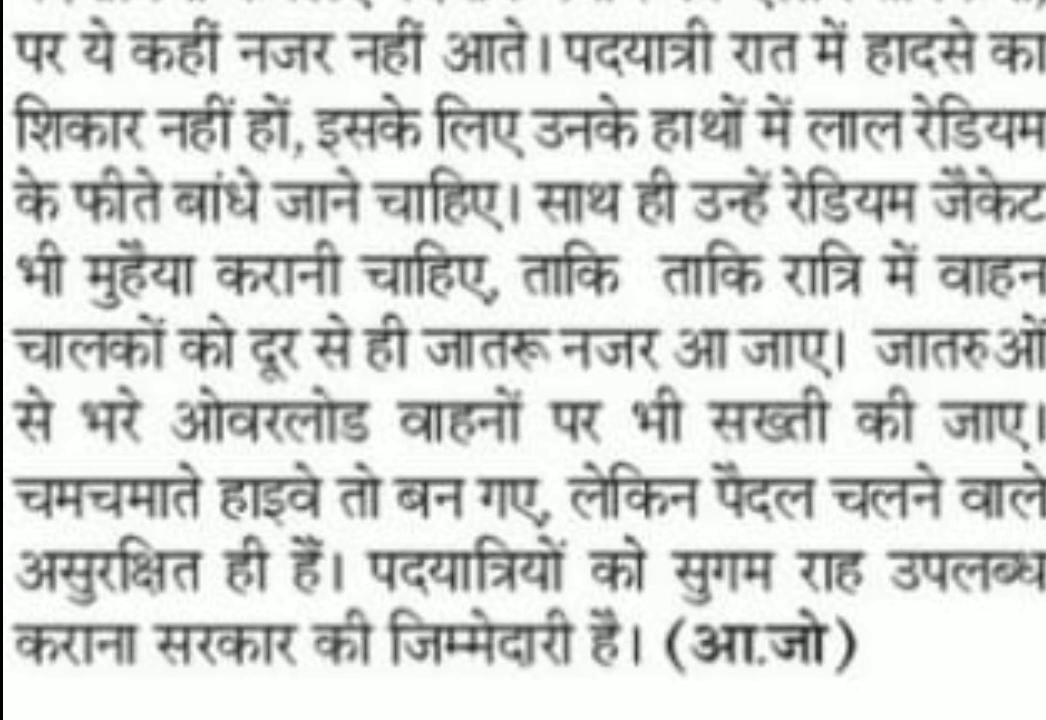 पर ये कहीं नजर नहीं आते। पदयात्री रात में हादसे का
शिकार नहीं हों, इसके लिए उनके हाथों में लाल रेडियम
के फीते बांधे जाने चाहिए। साथ ही उन्हें रेडियम जैकेट
भी मुहैया करानी चाहिए, ताकि ताकि रात्रि में वाहन
चालकों को दूर से ही जातरू नजर आ जाए। जातरुओं
से भरे ओवरलोड वाहनों पर भी सख्ती की जाए।
चमचमाते हाइवे तो बन गए, लेकिन पैदल चलने वाले
असुरक्षित ही हैं। पदयात्रियों को सुगम राह उपलब्ध
कराना सरकार की जिम्मेदारी है। (आ.जो)